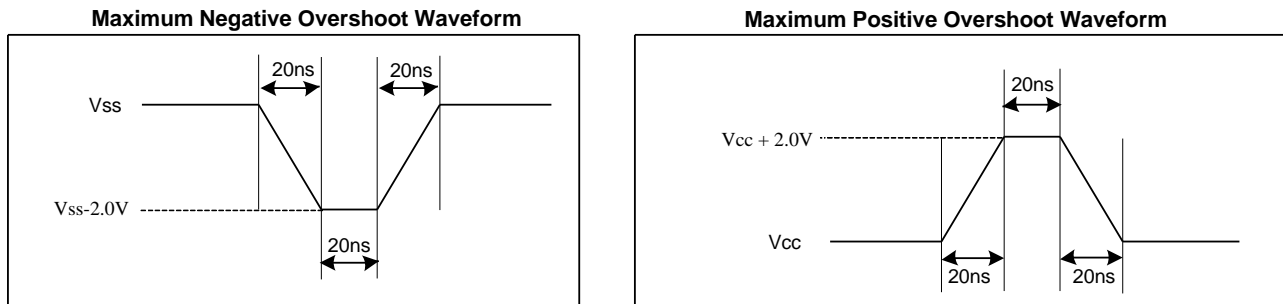 Maximum Negative Overshoot Waveform
20ns
20ns
Vss
Vss-2.0V
20ns
Maximum Positive Overshoot Waveform
20ns
Vcc + 2.0V
Vcc
20ns
20ns